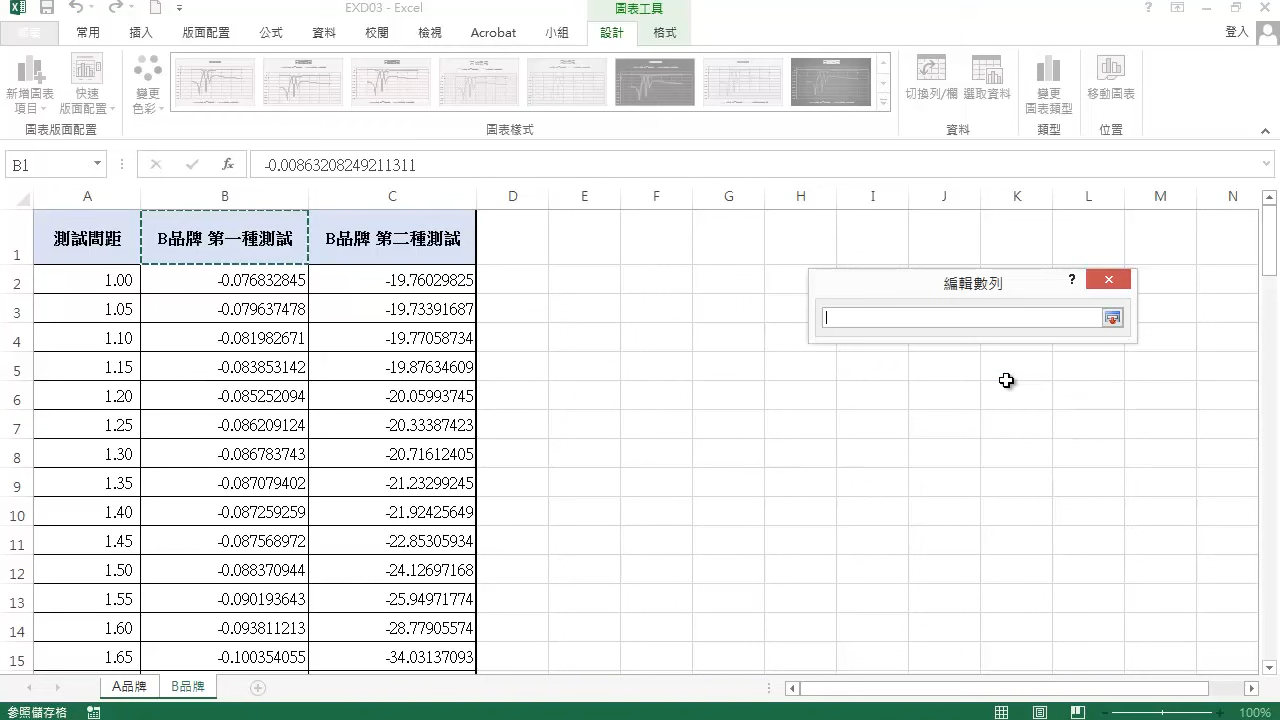 EXD03 - Excel
圖表工具
常用 插入 版面配置 公式 資料 校閱 檢視 Acrobat 小組 設計 格式 登入
新增圖表項目 快速版面配置 變更色彩 切換列/欄 選取資料 變更圖表類型 移動圖表
圖表版面配置 圖表樣式 資料 類型 位置
B1 fx -0.00863208249211311
A B C D E F G H I J K L M N
1 測試間距 B品牌 第一種測試 B品牌 第二種測試
2 1.00 -0.076832845 -19.76029825
3 1.05 -0.079637478 -19.73391687
4 1.10 -0.081982671 -19.77058734
5 1.15 -0.083853142 -19.87634609
6 1.20 -0.085252094 -20.05993745
7 1.25 -0.086209124 -20.33387423
8 1.30 -0.086783743 -20.71612405
9 1.35 -0.087079402 -21.23299245
10 1.40 -0.087259259 -21.92425649
11 1.45 -0.087568972 -22.85305934
12 1.50 -0.088370944 -24.12697168
13 1.55 -0.090193643 -25.94971774
14 1.60 -0.093811213 -28.77905574
15 1.65 -0.100354055 -34.03137093
編輯數列 ?
A品牌 B品牌
參照儲存格 100%